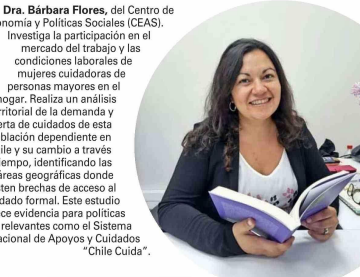 Dra. Bárbara Flores, del Centro de
onomía y Políticas Sociales (CEAS).
Investiga la participación en el
mercado del trabajo y las
condiciones laborales de
mujeres cuidadoras de
personas mayores en el
hogar. Realiza un análisis
rritorial de la demanda y
erta de cuidados de esta
blación dependiente en
ile y su cambio a través
iempo, identificando las
áreas geográficas donde
sten brechas de acceso al
dado formal. Este estudio
ece evidencia para políticas
relevantes como el Sistema
acional de Apoyos y Cuidados
"Chile Cuida".